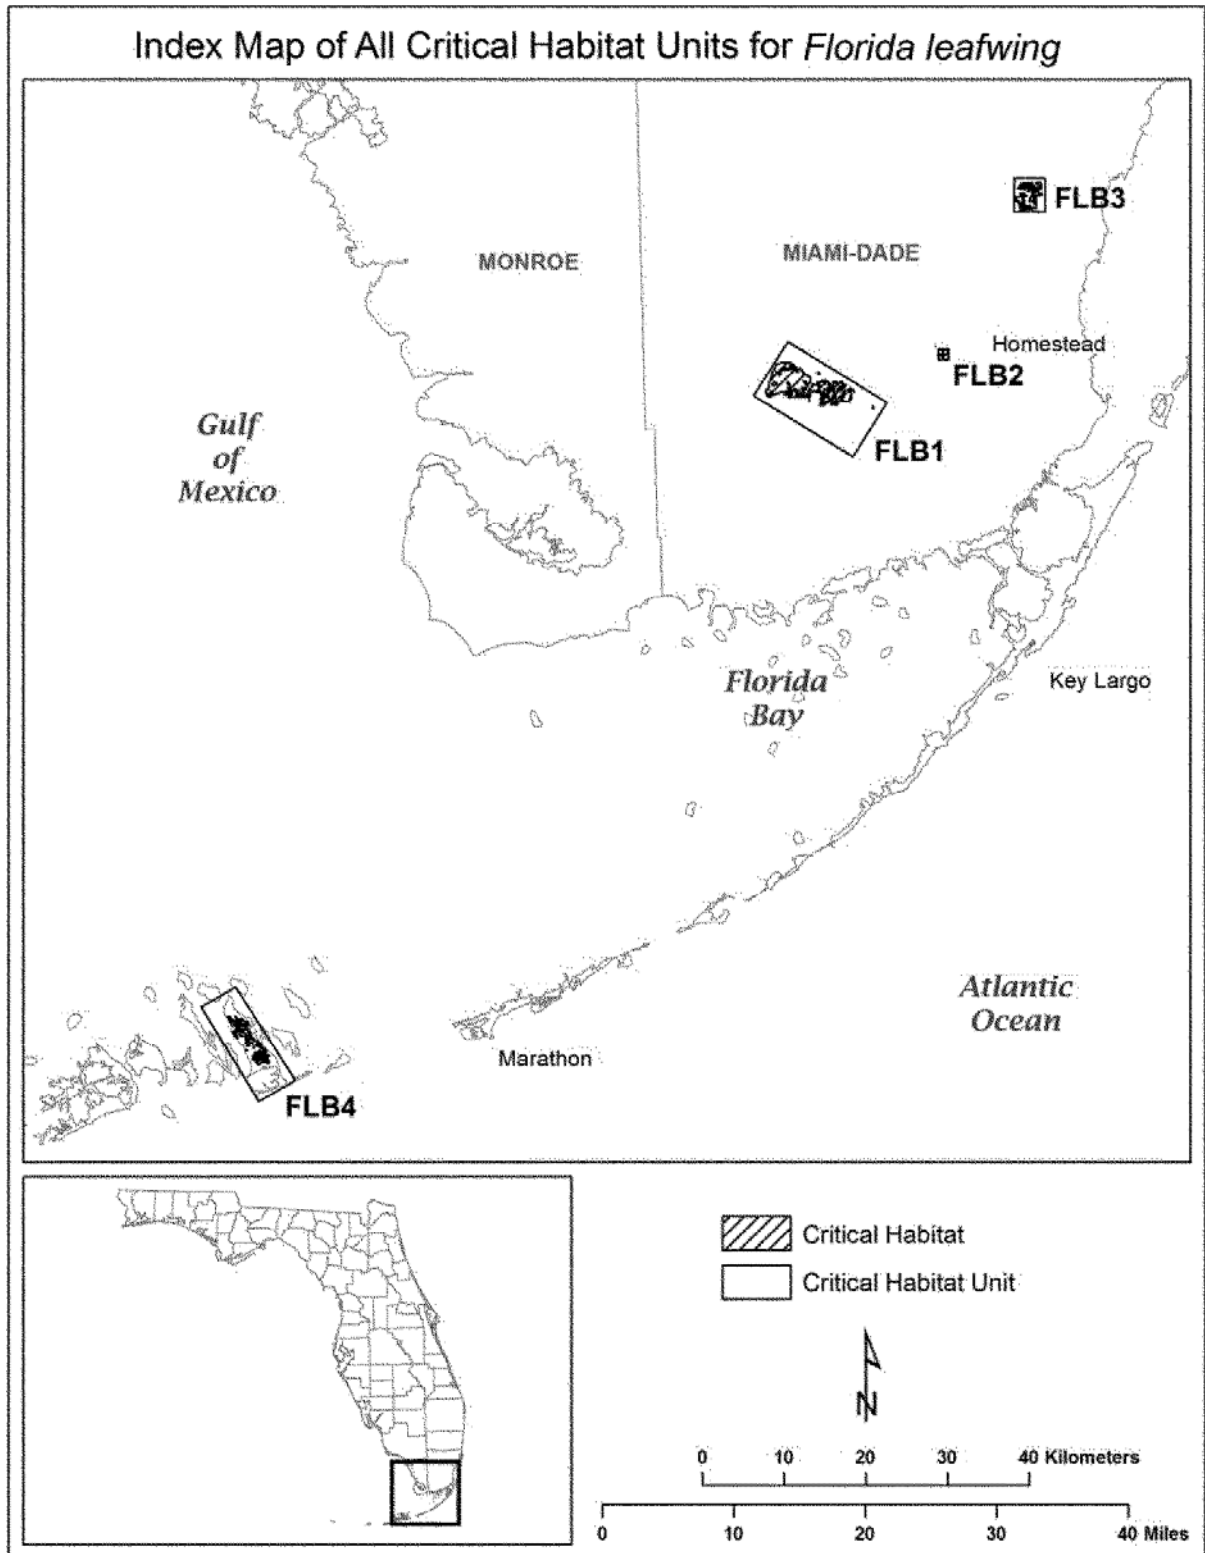 Index Map of All Critical Habitat Units for Florida leafwing
FLB3
MONROE
MIAMI-DADE
Homestead
FLB2
Gulf
of
Mexico
FLB1
Florida
Bay
Key Largo
Atlantic
Ocean
Marathon
FLB4
Critical Habitat
Critical Habitat Unit
N
0 10 20 30 40 Kilometers
0 10 20 30 40 Miles